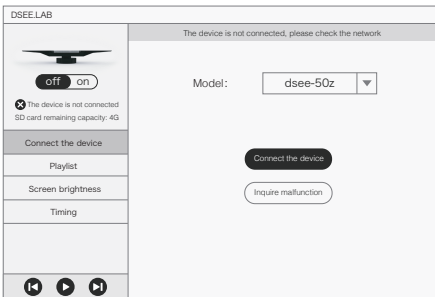 DSEE.LAB
The device is not connected, please check the network
off on
The device is not connected
SD card remaining capacity: 4G
Connect the device
Playlist
Screen brightness
Timing
Model: dsee-50z
Connect the device
Inquire malfunction